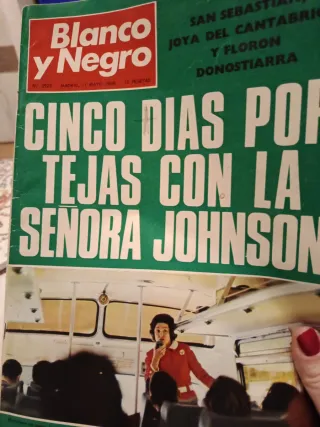 Blanco
y Negro
SAN SEBASTIAN,
JOYA DEL CANTABRIC
Y FLORON
DONOSTIARRA
CINCO DIAS POR
TEJAS CON LA
SEÑORA JOHNSON